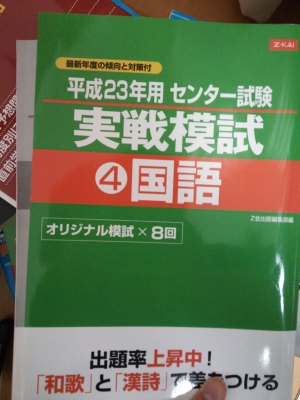 Z-KAI
最新年度の傾向と対策付
平成23年用 センター試験
実戦模試
④国語
Z会出版編集部編
オリジナル模試×8回
出題率上昇中!
「和歌」と「漢詩」で差をつける